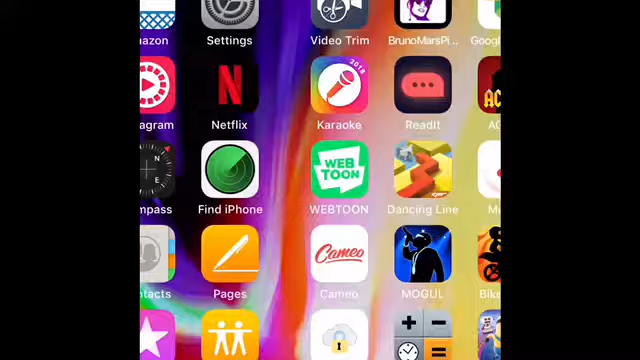 azon Settings Video Trim BrunoMarsPi... Googl
2018
N
agram Netflix Karaoke ReadIt AC
N
E
WEB
TOON
mpass Find iPhone WEBTOON Dancing Line M
Cameo
ntacts Pages Cameo MOGUL Bike